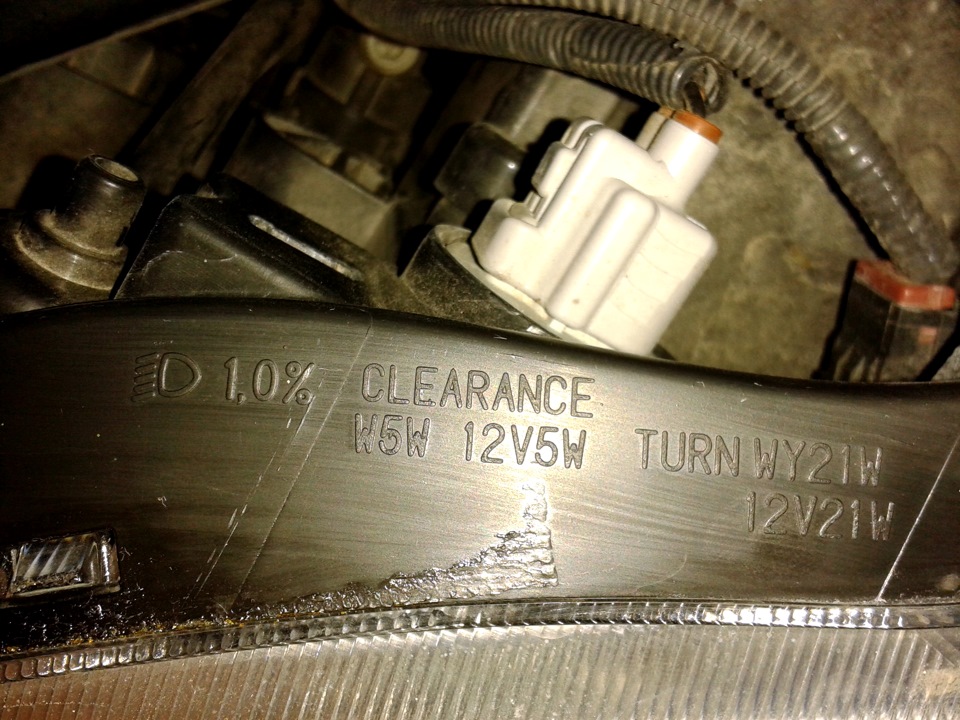 1,0% CLEARANCE
W5W 12V5W TURN WY21W
12V21W